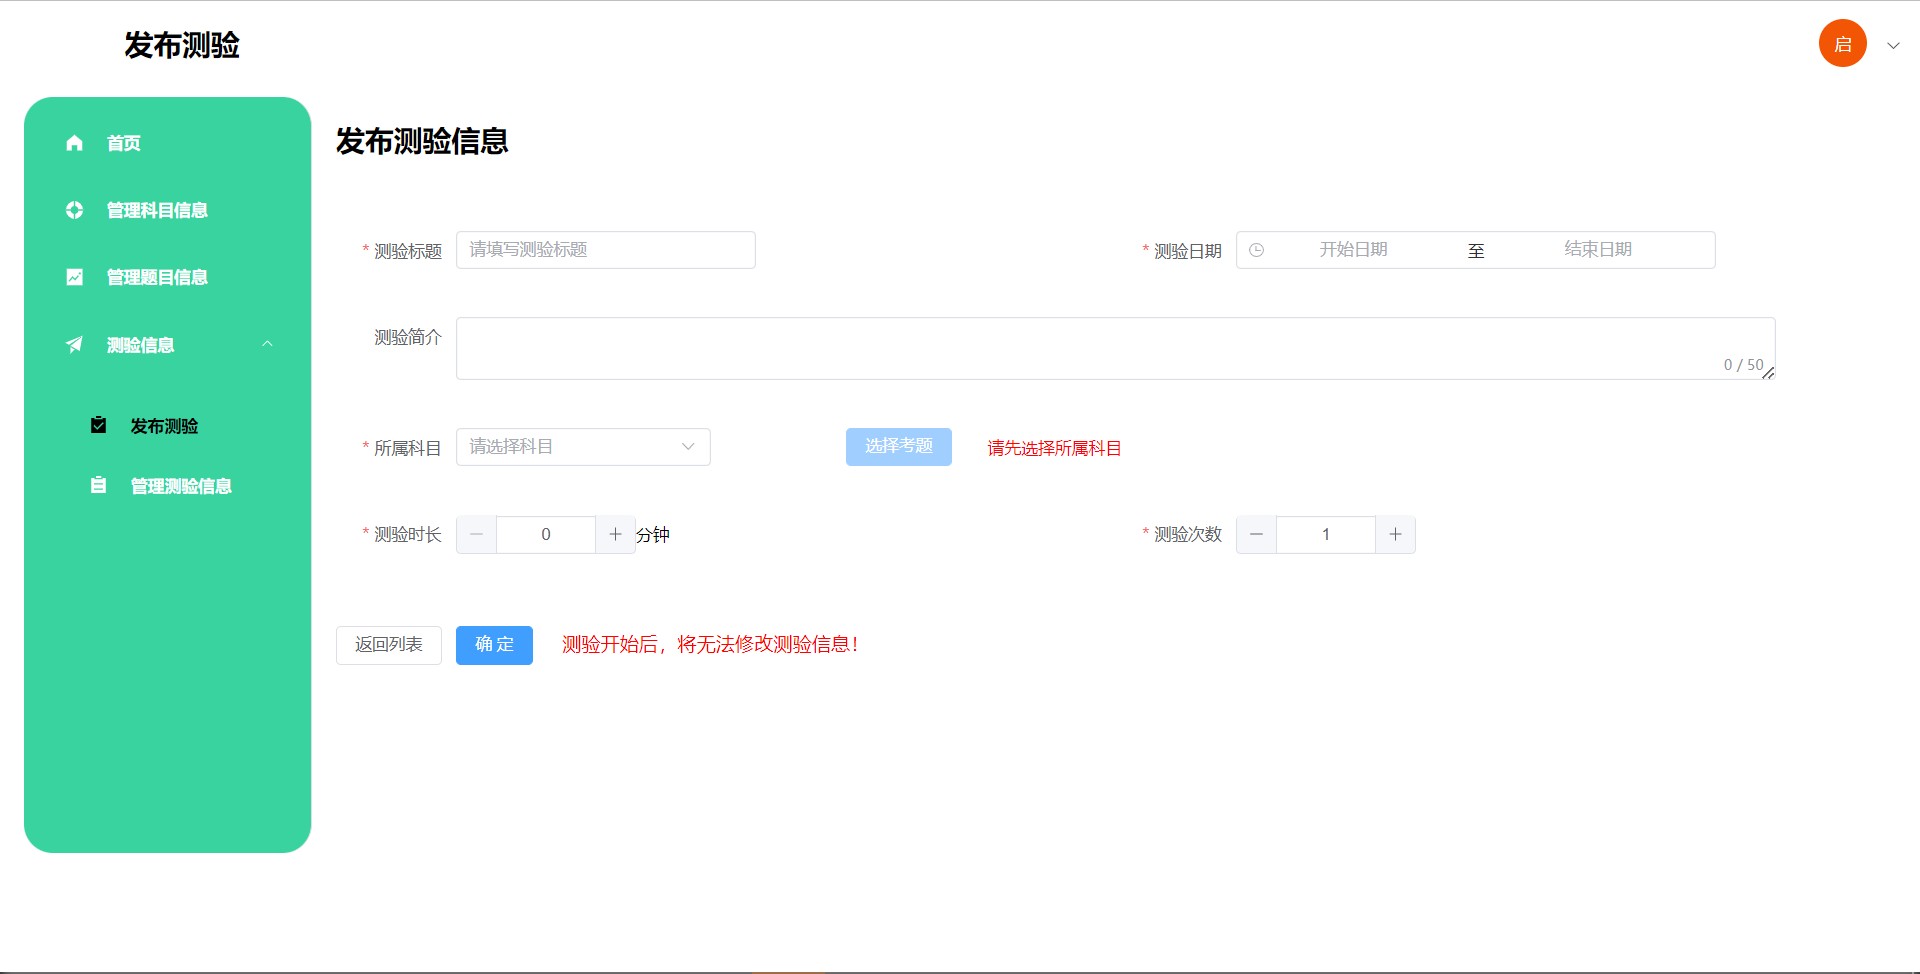 发布测验
启
首页
管理科目信息
管理题目信息
测验信息
发布测验
管理测验信息
发布测验信息
* 测验标题 请填写测验标题 * 测验日期 开始日期 至 结束日期
测验简介
0 / 50
* 所属科目 请选择科目 选择考题 请先选择所属科目
* 测验时长 0 分钟 * 测验次数 1
返回列表 确 定 测验开始后，将无法修改测验信息！